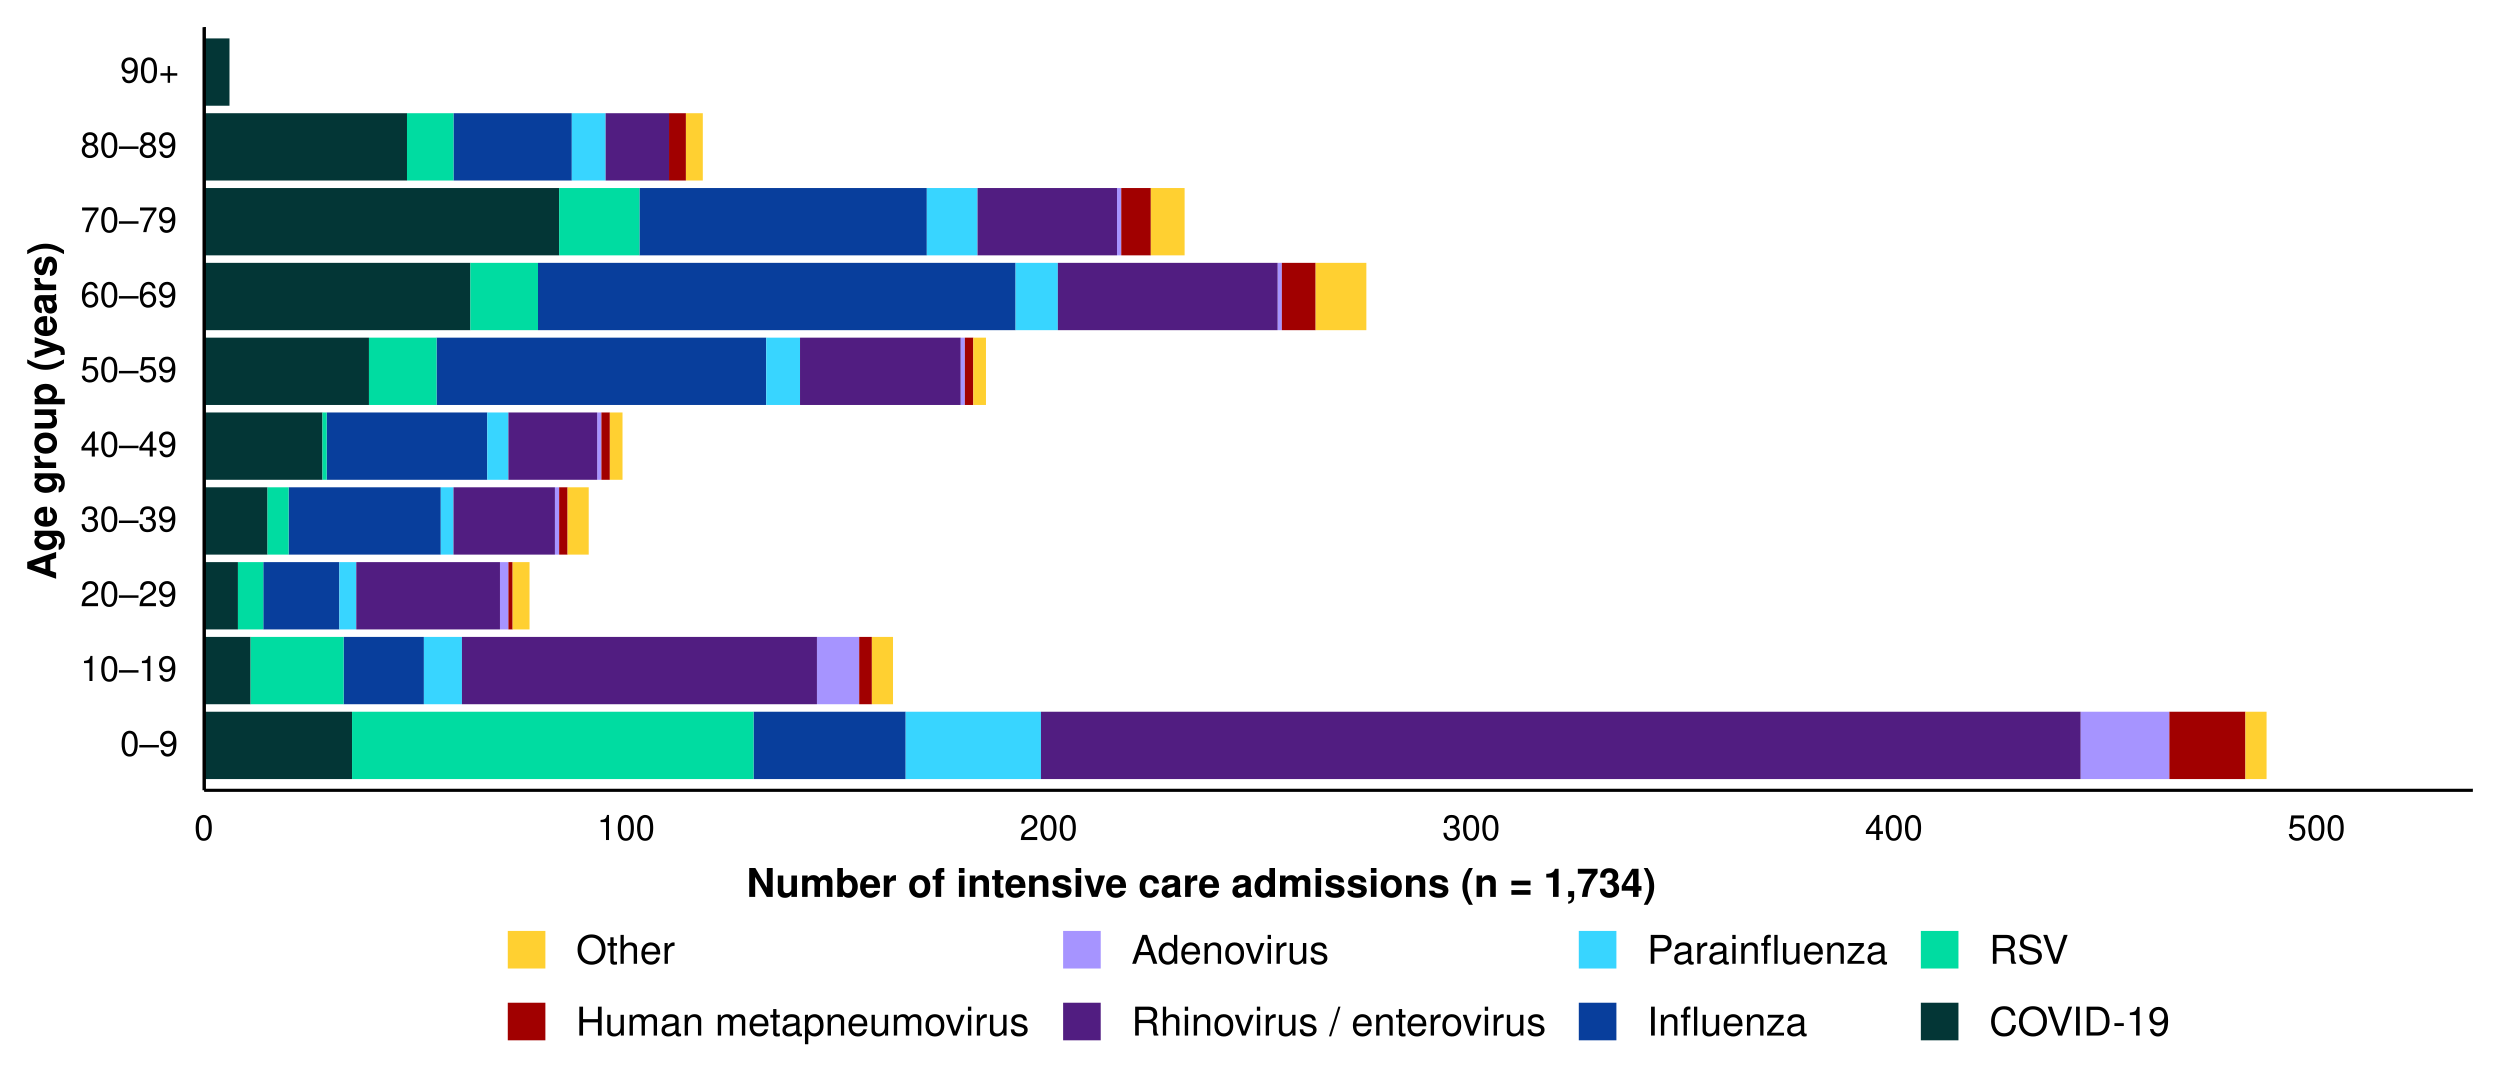 90+
80–89
70–79
60–69
50–59
40–49
30–39
20–29
10–19
0–9
Age group (years)
0 100 200 300 400 500
Number of intensive care admissions (n = 1,734)
Other Adenovirus Parainfluenza RSV
Human metapneumovirus Rhinovirus / enterovirus Influenza COVID-19